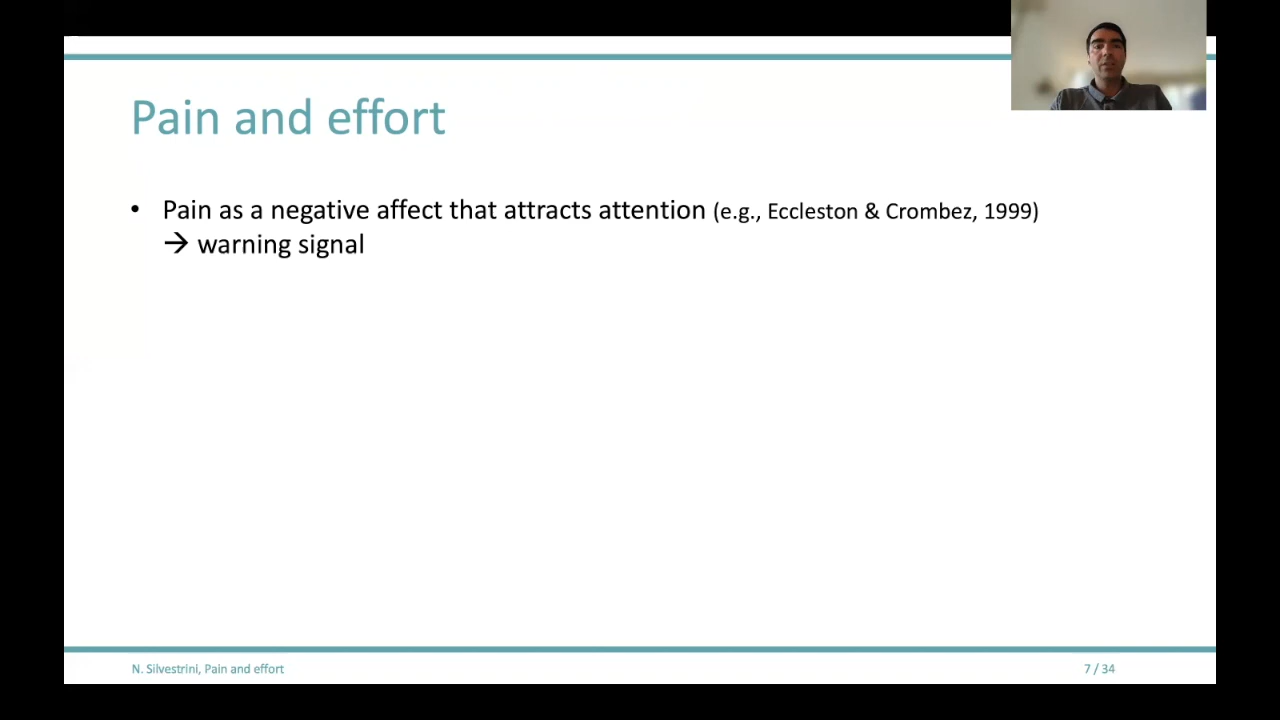 Pain and effort
• Pain as a negative affect that attracts attention (e.g., Eccleston & Crombez, 1999)
→ warning signal
N. Silvestrini, Pain and effort
7 / 34